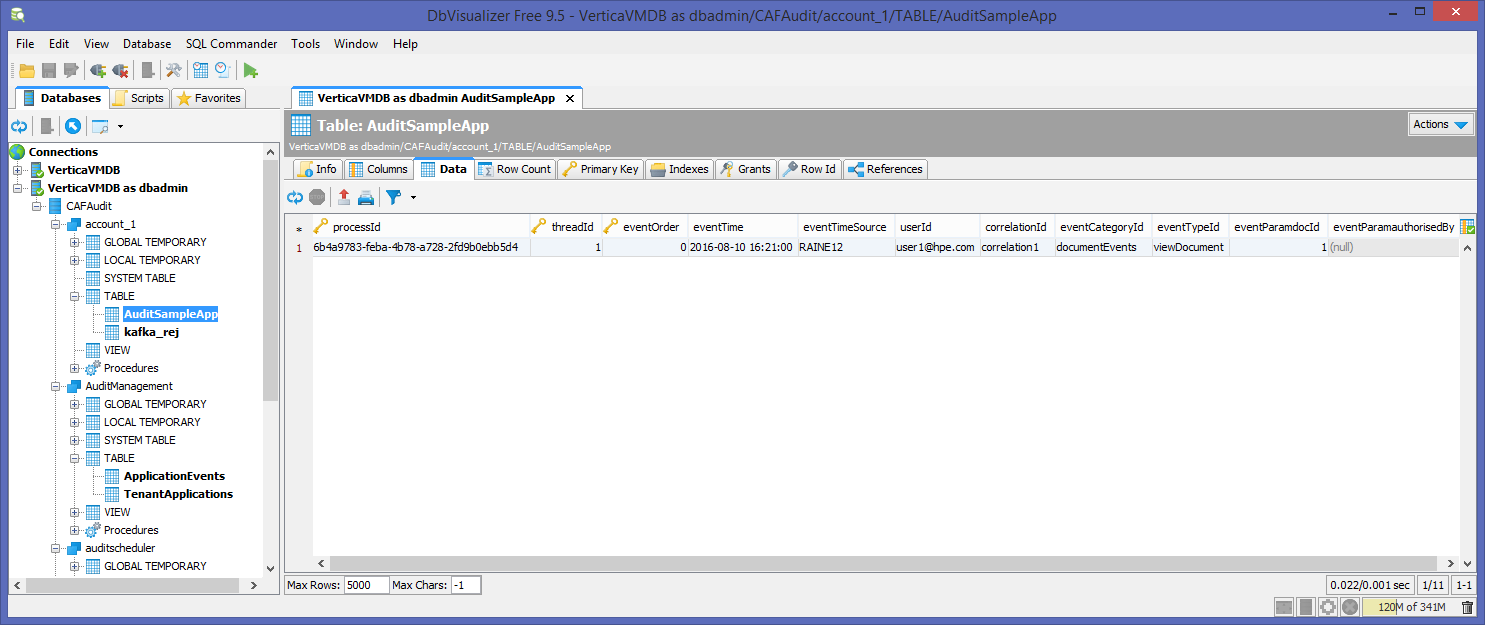 DbVisualizer Free 9.5 - VerticaVMDB as dbadmin/CAFAudit/account_1/TABLE/AuditSampleApp
File Edit View Database SQL Commander Tools Window Help
Databases Scripts Favorites
Connections
VerticaVMDB
VerticaVMDB as dbadmin
CAFAudit
account_1
GLOBAL TEMPORARY
LOCAL TEMPORARY
SYSTEM TABLE
TABLE
AuditSampleApp
kafka_rej
VIEW
Procedures
AuditManagement
GLOBAL TEMPORARY
LOCAL TEMPORARY
SYSTEM TABLE
TABLE
ApplicationEvents
TenantApplications
VIEW
Procedures
auditscheduler
GLOBAL TEMPORARY
VerticaVMDB as dbadmin AuditSampleApp
Table: AuditSampleApp
Actions
VerticaVMDB as dbadmin/CAFAudit/account_1/TABLE/AuditSampleApp
Info Columns Data Row Count Primary Key Indexes Grants Row Id References
* processId threadId eventOrder eventTime eventTimeSource userId correlationId eventCategoryId eventTypeId eventParamdocId eventParamauthorisedBy
1 6b4a9783-feba-4b78-a728-2fd9b0ebb5d4 1 0 2016-08-10 16:21:00 RAINE12 user1@hpe.com correlation1 documentEvents viewDocument 1 (null)
Max Rows: 5000 Max Chars: -1
0.022/0.001 sec 1/11 1-1
120M of 341M